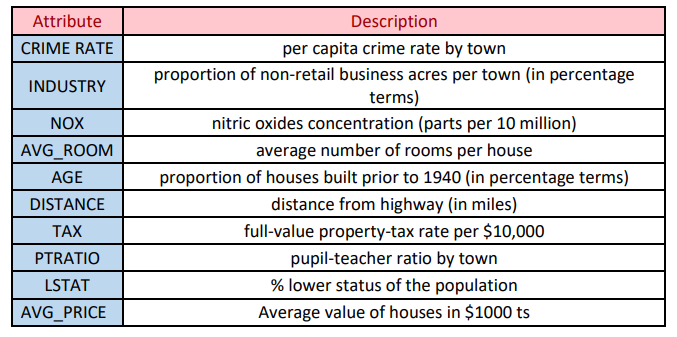 Attribute Description
CRIME RATE per capita crime rate by town
INDUSTRY proportion of non-retail business acres per town (in percentage
terms)
NOX nitric oxides concentration (parts per 10 million)
AVG_ROOM average number of rooms per house
AGE proportion of houses built prior to 1940 (in percentage terms)
DISTANCE distance from highway (in miles)
TAX full-value property-tax rate per $10,000
PTRATIO pupil-teacher ratio by town
LSTAT % lower status of the population
AVG_PRICE Average value of houses in $1000 ts